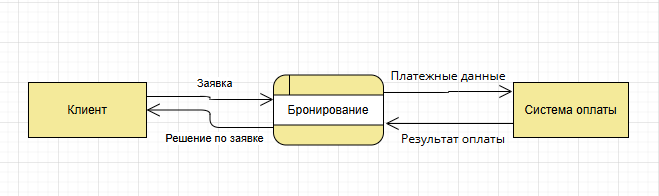 Заявка
Платежные данные
Клиент
Бронирование
Система оплаты
Решение по заявке
Результат оплаты